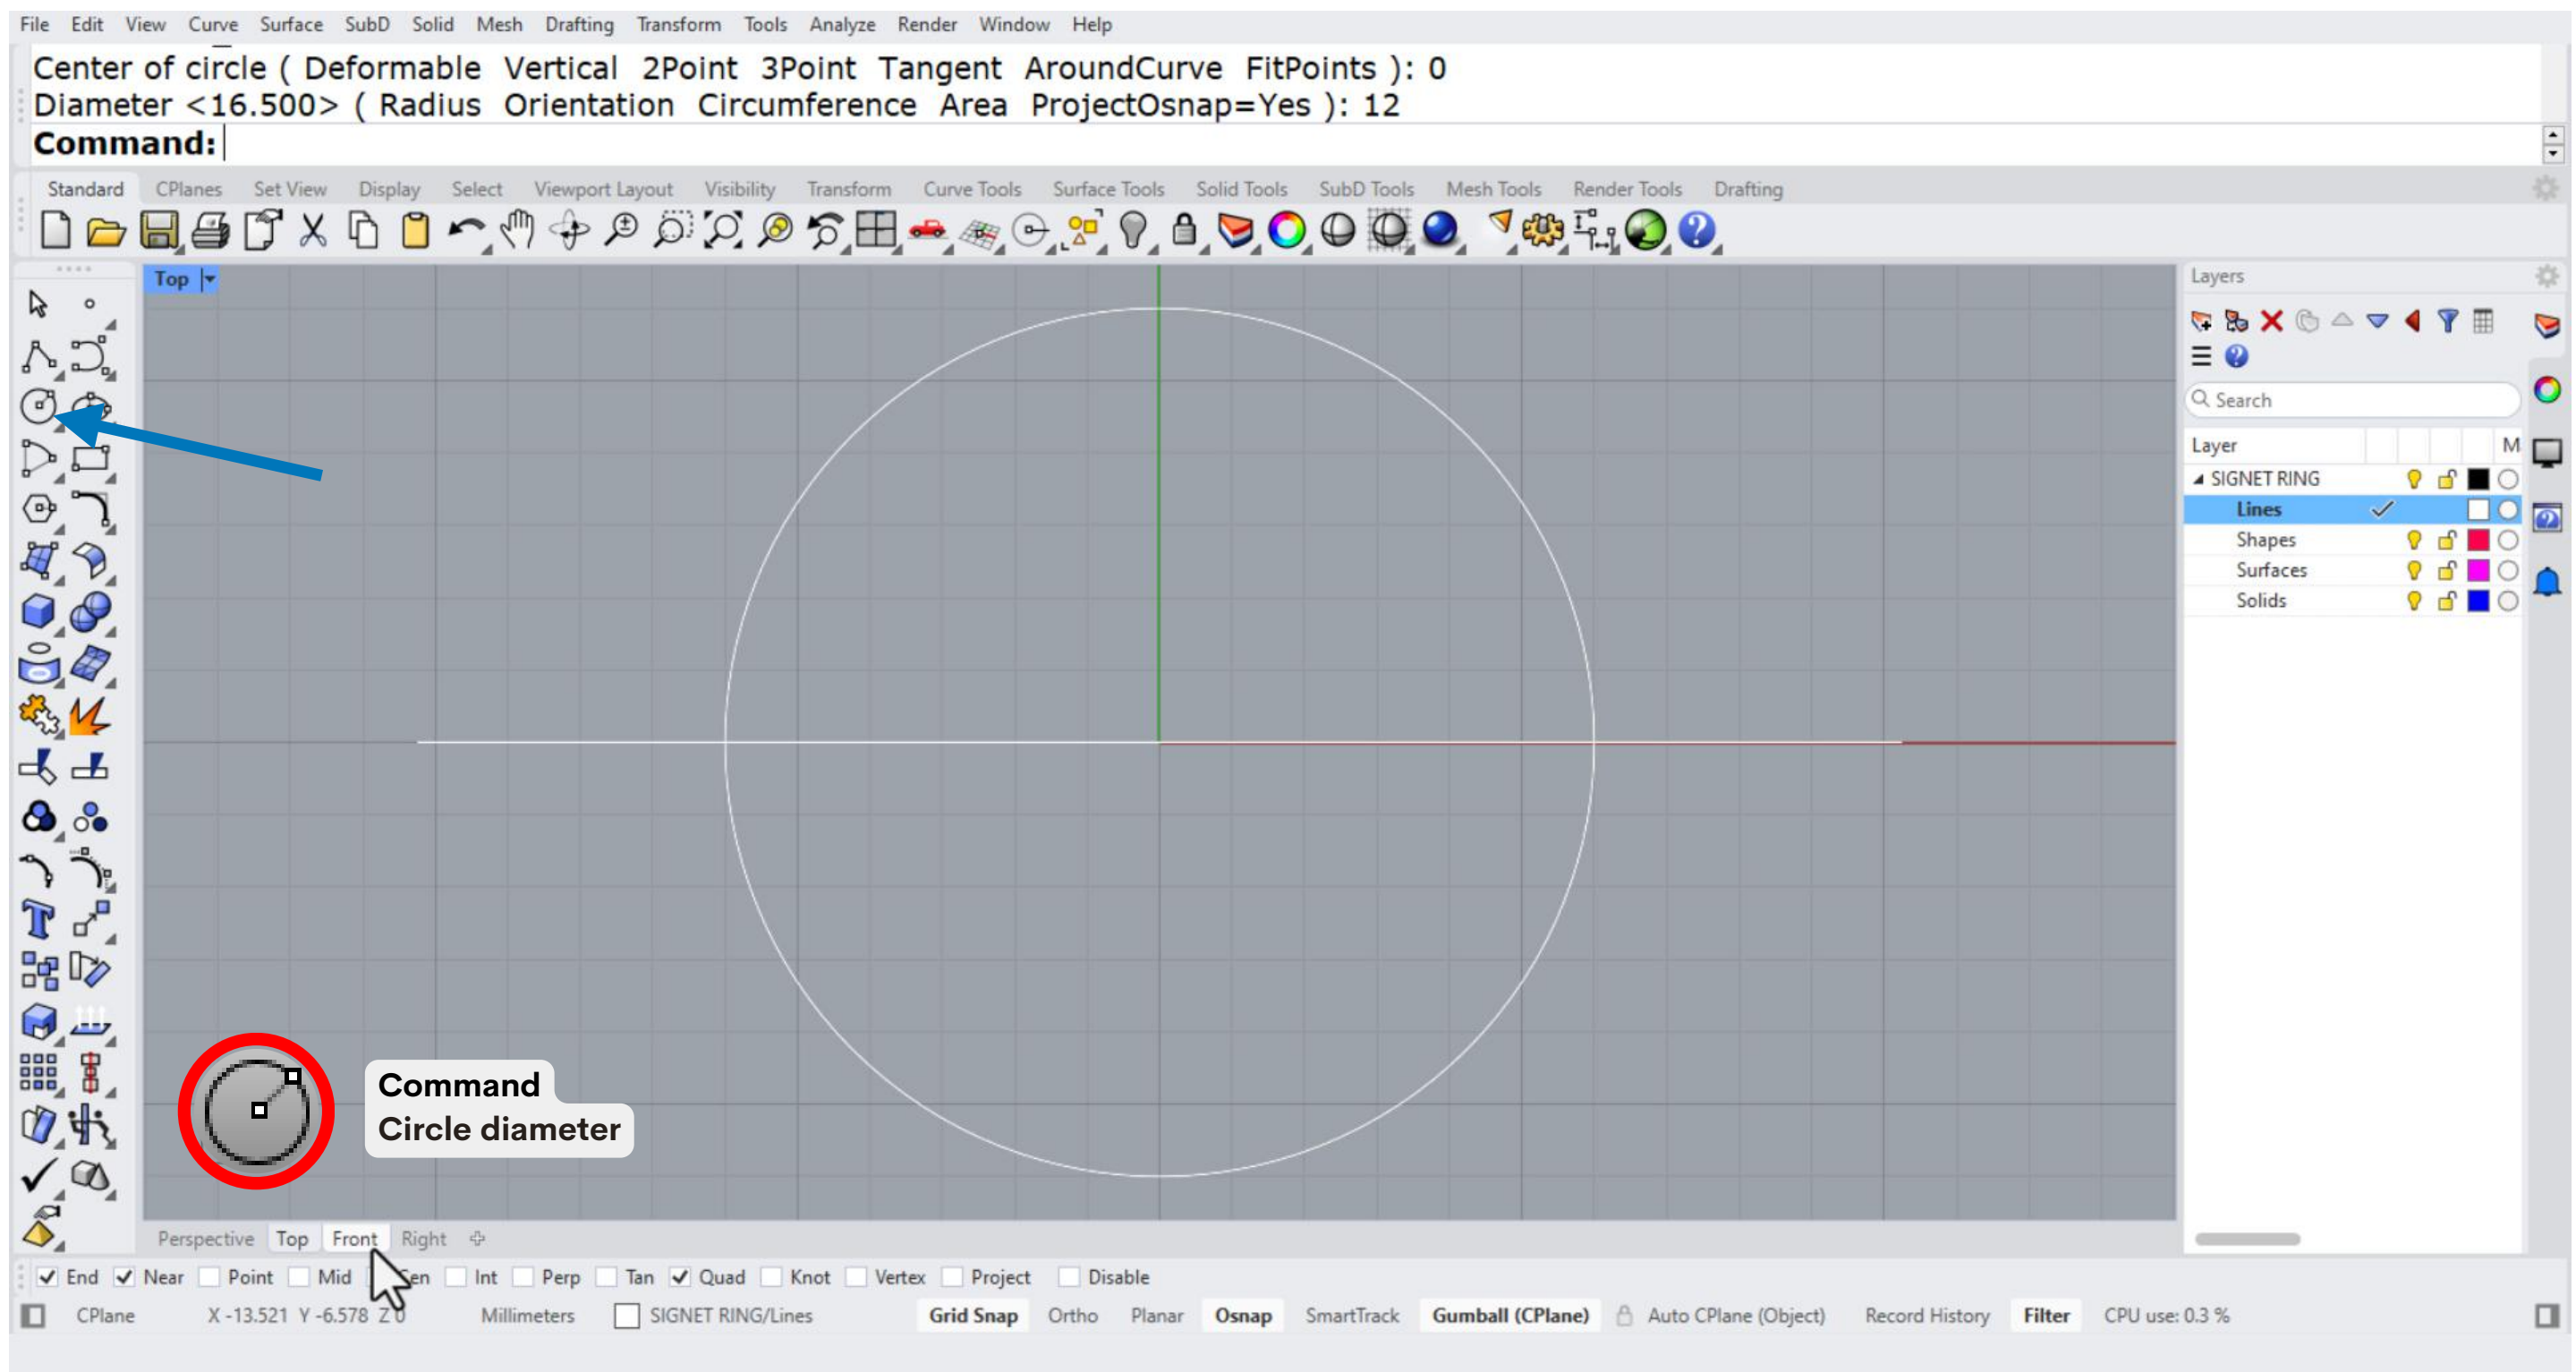 File Edit View Curve Surface SubD Solid Mesh Drafting Transform Tools Analyze Render Window Help
Center of circle ( Deformable Vertical 2Point 3Point Tangent AroundCurve FitPoints ): 0
Diameter <16.500> ( Radius Orientation Circumference Area ProjectOsnap=Yes ): 12
Command:
Standard CPlanes Set View Display Select Viewport Layout Visibility Transform Curve Tools Surface Tools Solid Tools SubD Tools Mesh Tools Render Tools Drafting
Top
Layers
Search
Layer M
SIGNET RING
Lines
Shapes
Surfaces
Solids
Command
Circle diameter
Perspective Top Front Right
End Near Point Mid Int Perp Tan Quad Knot Vertex Project Disable
CPlane X -13.521 Y -6.578 Z 0 Millimeters SIGNET RING/Lines Grid Snap Ortho Planar Osnap SmartTrack Gumball (CPlane) Auto CPlane (Object) Record History Filter CPU use: 0.3 %